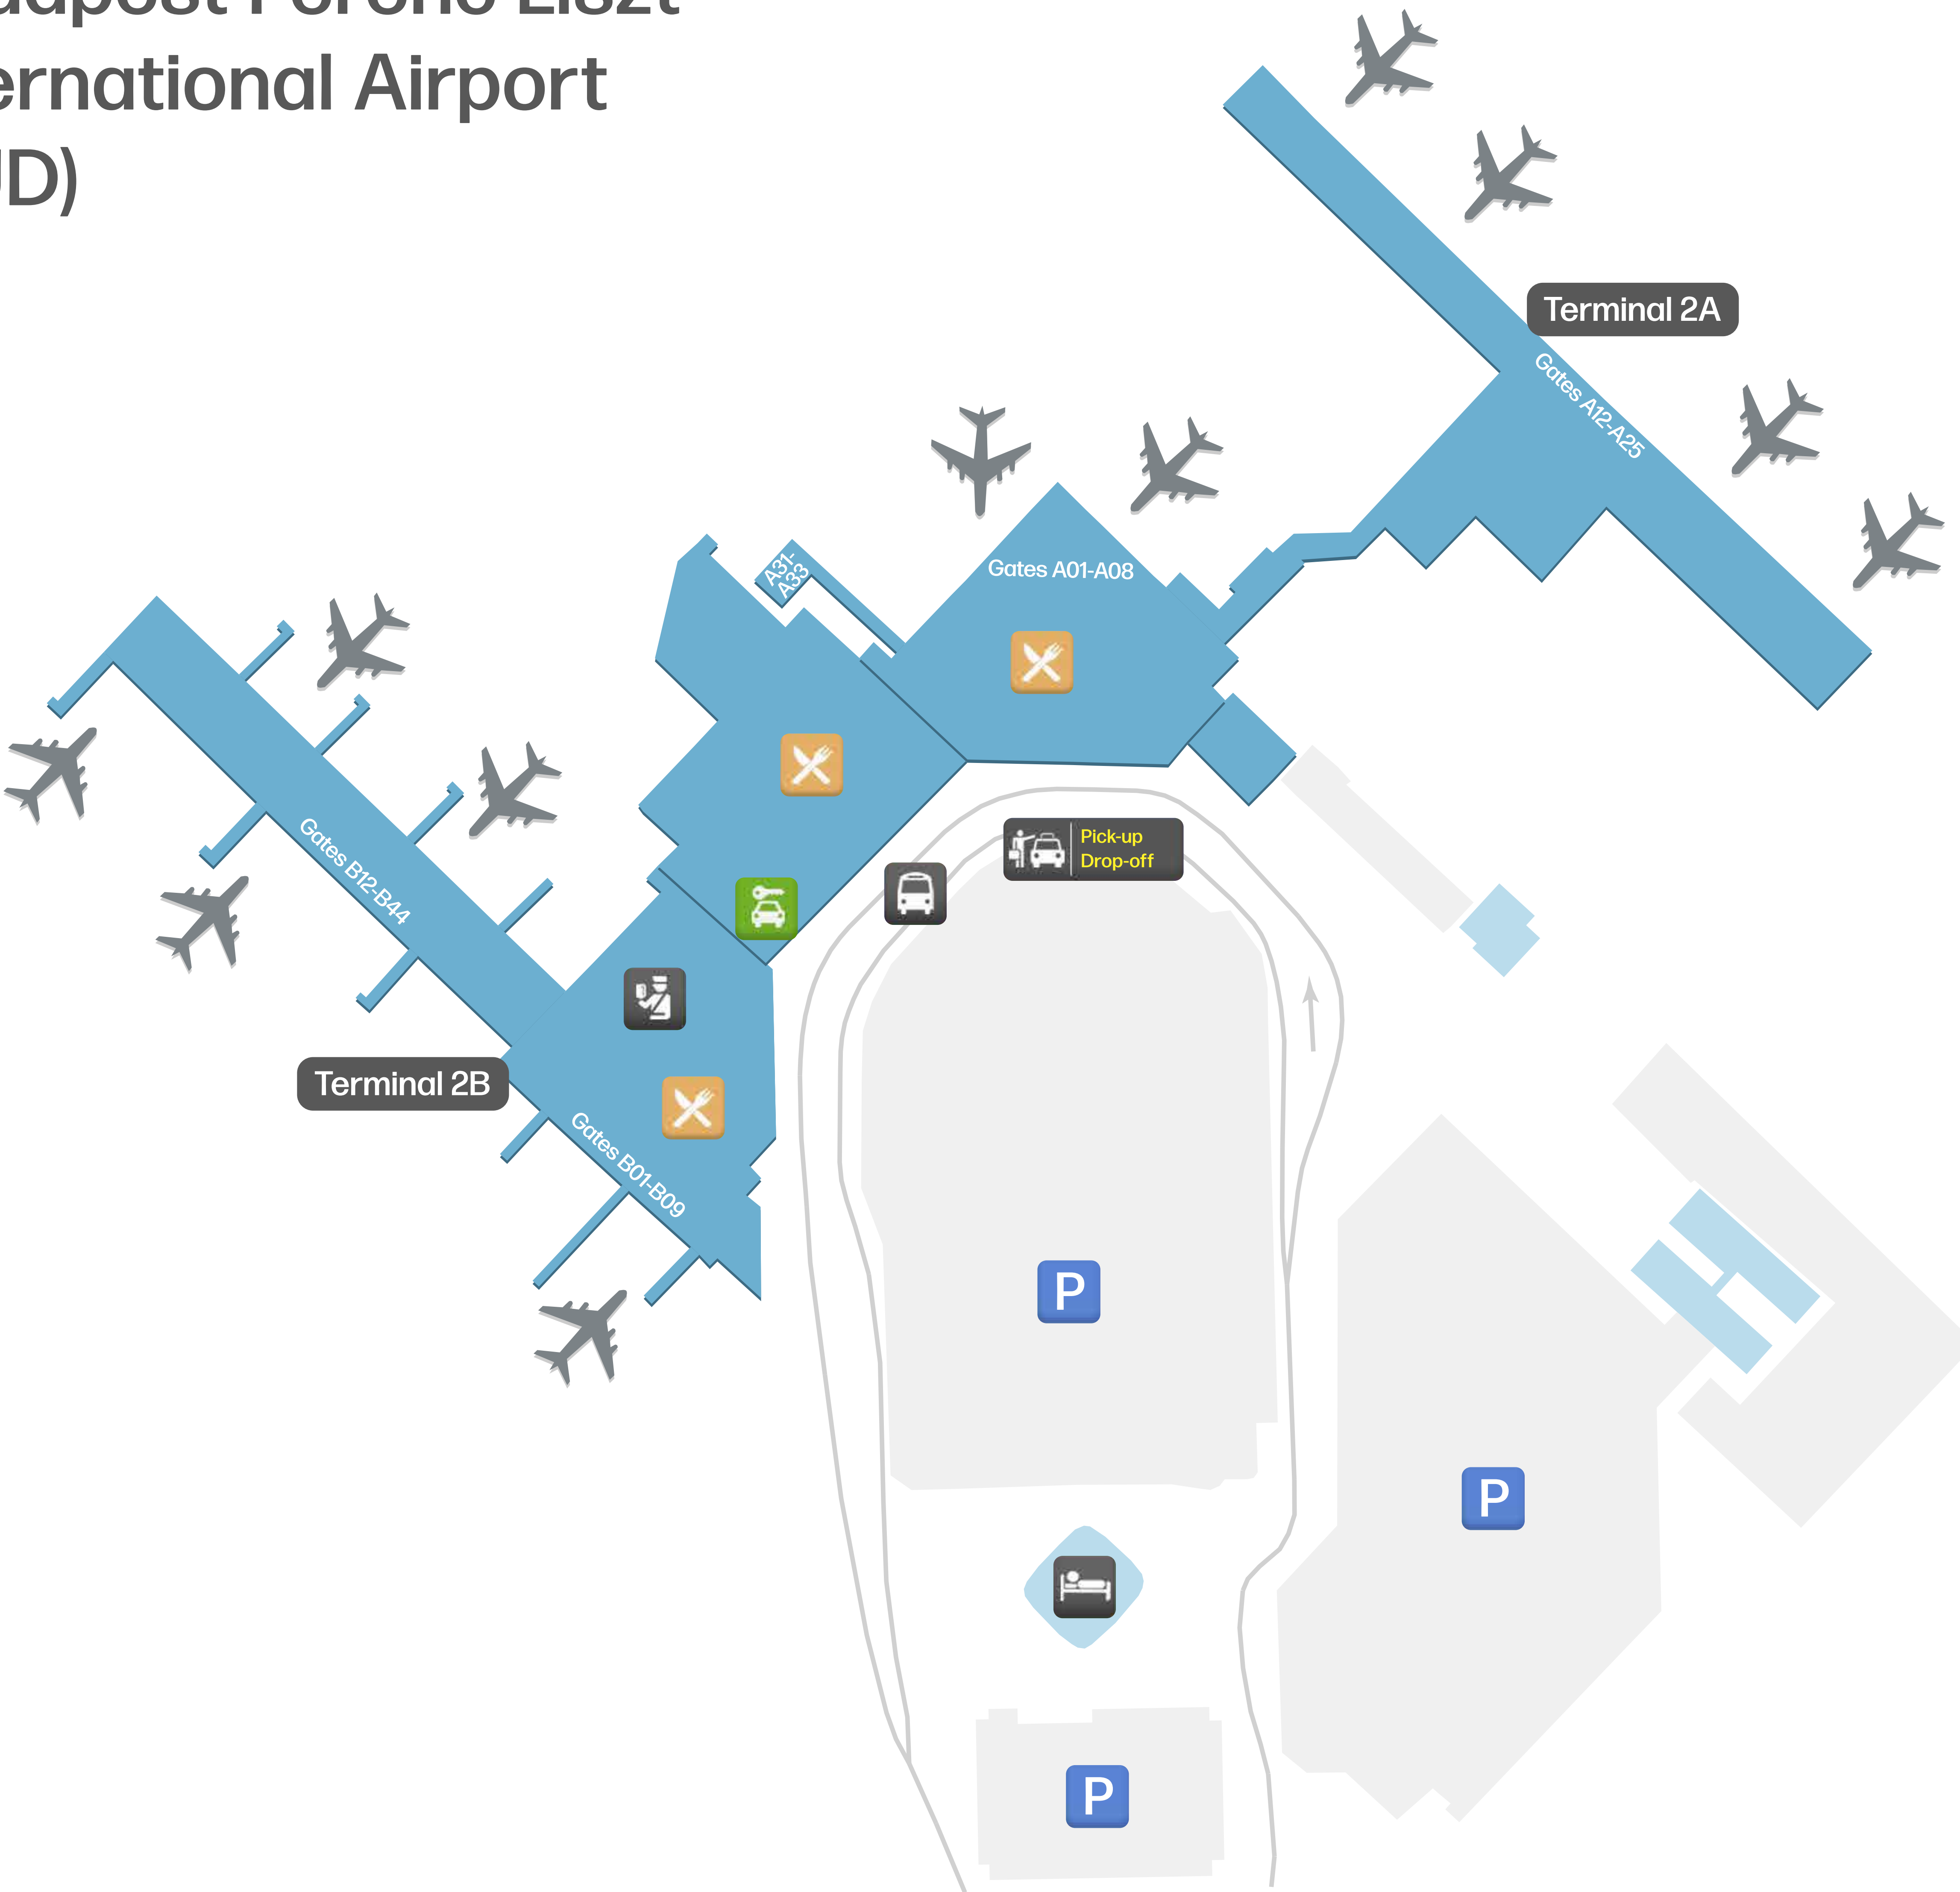 ernational Airport
Terminal 2A
Gates A12-A25
Gates A01-A08
A31-
A33
Pick-up
Drop-off
Gates B12-B44
Terminal 2B
Gates B01-B09
P
P
P